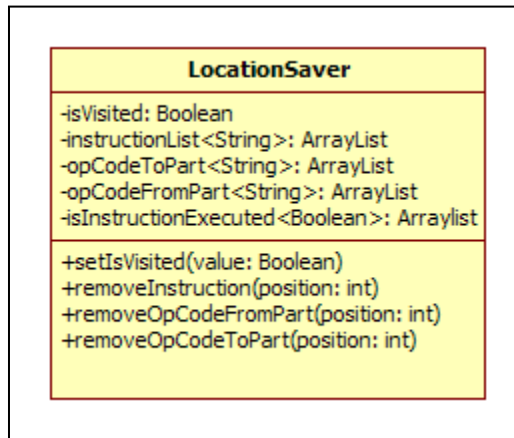 LocationSaver
-isVisited: Boolean
-instructionList<String>: ArrayList
-opCodeToPart<String>: ArrayList
-opCodeFromPart<String>: ArrayList
-isInstructionExecuted<Boolean>: Arraylist
+setIsVisited(value: Boolean)
+removeInstruction(position: int)
+removeOpCodeFromPart(position: int)
+removeOpCodeToPart(position: int)